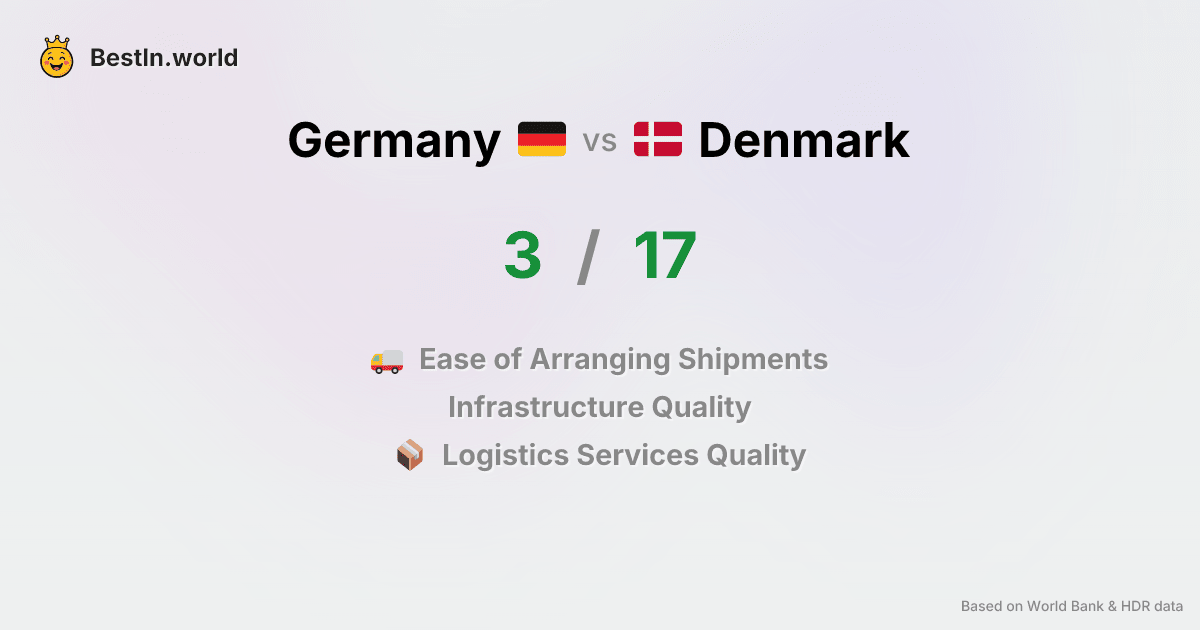 BestIn.world
Germany vs Denmark
3 / 17
Ease of Arranging Shipments
Infrastructure Quality
Logistics Services Quality
Based on World Bank & HDR data